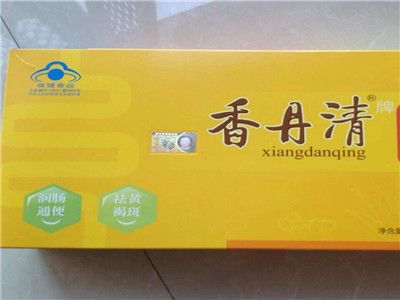 保健食品
香丹清®牌
xiangdanqing
润肠
通便
祛黄
褐斑
净含量